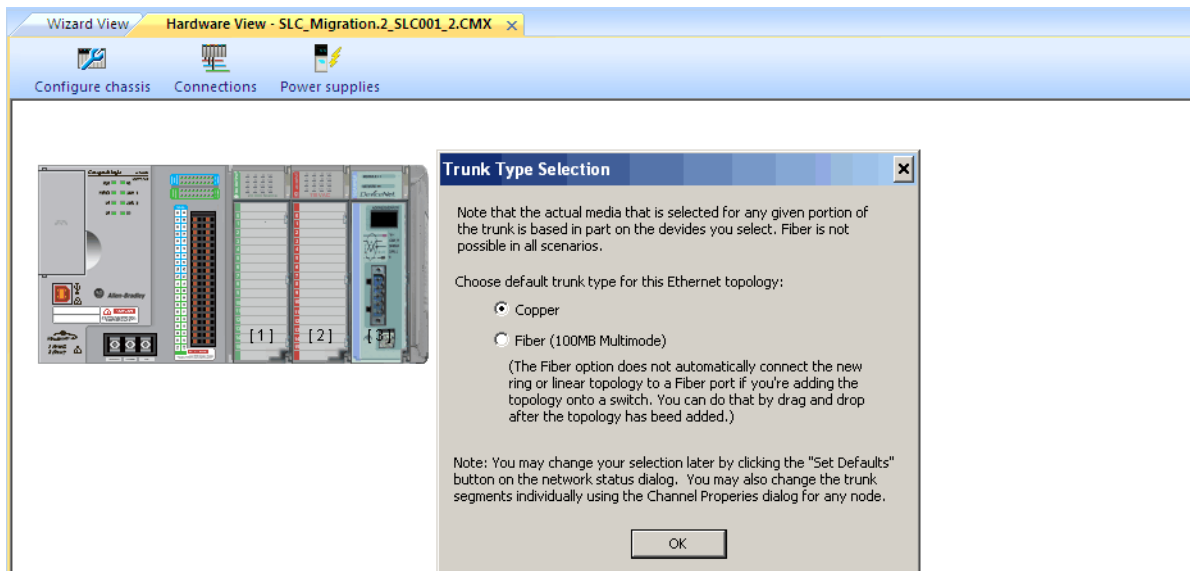 Wizard View
Hardware View - SLC_Migration.2_SLC001_2.CMX
Configure chassis
Connections
Power supplies
Allen-Bradley
DeviceNet
[1]
[2]
[3]
Trunk Type Selection
Note that the actual media that is selected for any given portion of
the trunk is based in part on the devides you select. Fiber is not
possible in all scenarios.
Choose default trunk type for this Ethernet topology:
Copper
Fiber (100MB Multimode)
(The Fiber option does not automatically connect the new
ring or linear topology to a Fiber port if you're adding the
topology onto a switch. You can do that by drag and drop
after the topology has beed added.)
Note: You may change your selection later by clicking the "Set Defaults"
button on the network status dialog. You may also change the trunk
segments individually using the Channel Properies dialog for any node.
OK